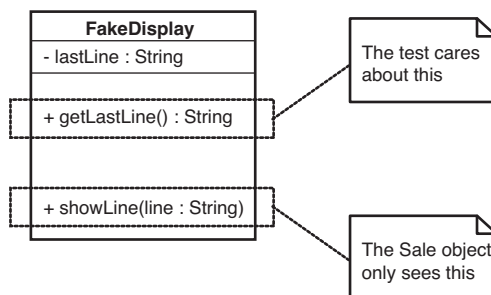 FakeDisplay
- lastLine : String
+ getLastLine() : String
+ showLine(line : String)
The test cares
about this
The Sale object
only sees this